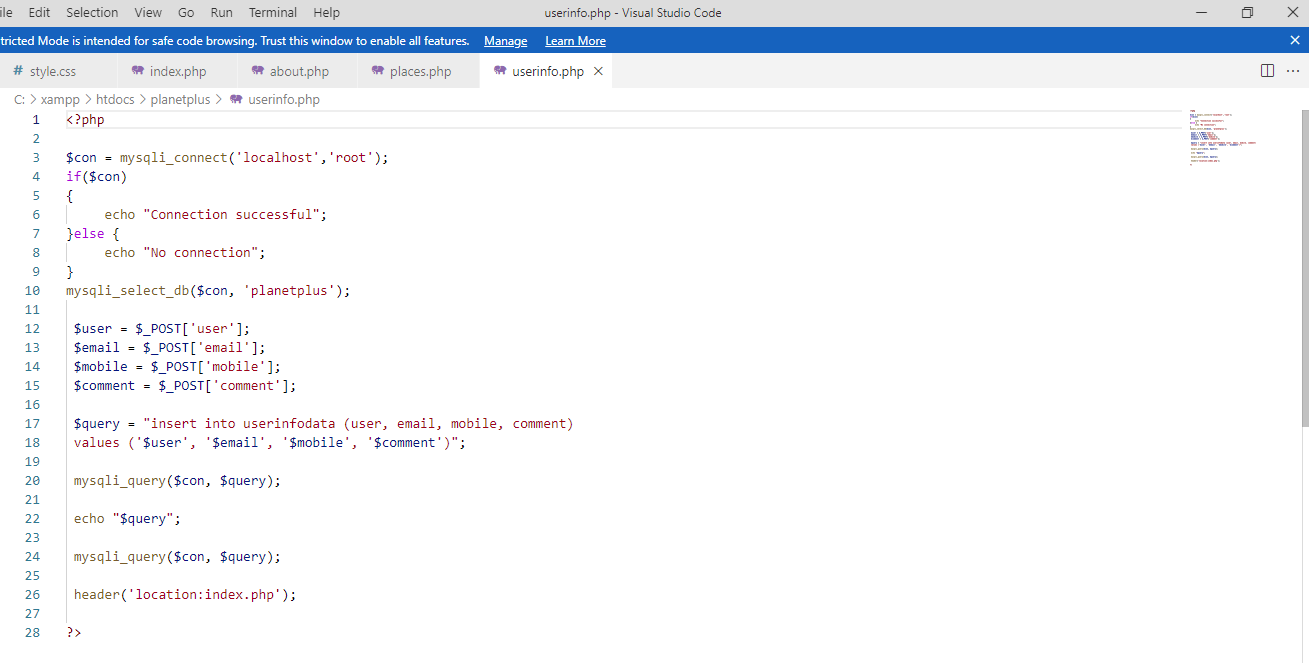 ile Edit Selection View Go Run Terminal Help userinfo.php - Visual Studio Code
tricted Mode is intended for safe code browsing. Trust this window to enable all features. Manage Learn More
# style.css index.php about.php places.php userinfo.php
C: > xampp > htdocs > planetplus > userinfo.php
1 <?php
2
3 $con = mysqli_connect('localhost','root');
4 if($con)
5 {
6 echo "Connection successful";
7 }else {
8 echo "No connection";
9 }
10 mysqli_select_db($con, 'planetplus');
11
12 $user = $_POST['user'];
13 $email = $_POST['email'];
14 $mobile = $_POST['mobile'];
15 $comment = $_POST['comment'];
16
17 $query = "insert into userinfodata (user, email, mobile, comment)
18 values ('$user', '$email', '$mobile', '$comment')";
19
20 mysqli_query($con, $query);
21
22 echo "$query";
23
24 mysqli_query($con, $query);
25
26 header('location:index.php');
27
28 ?>